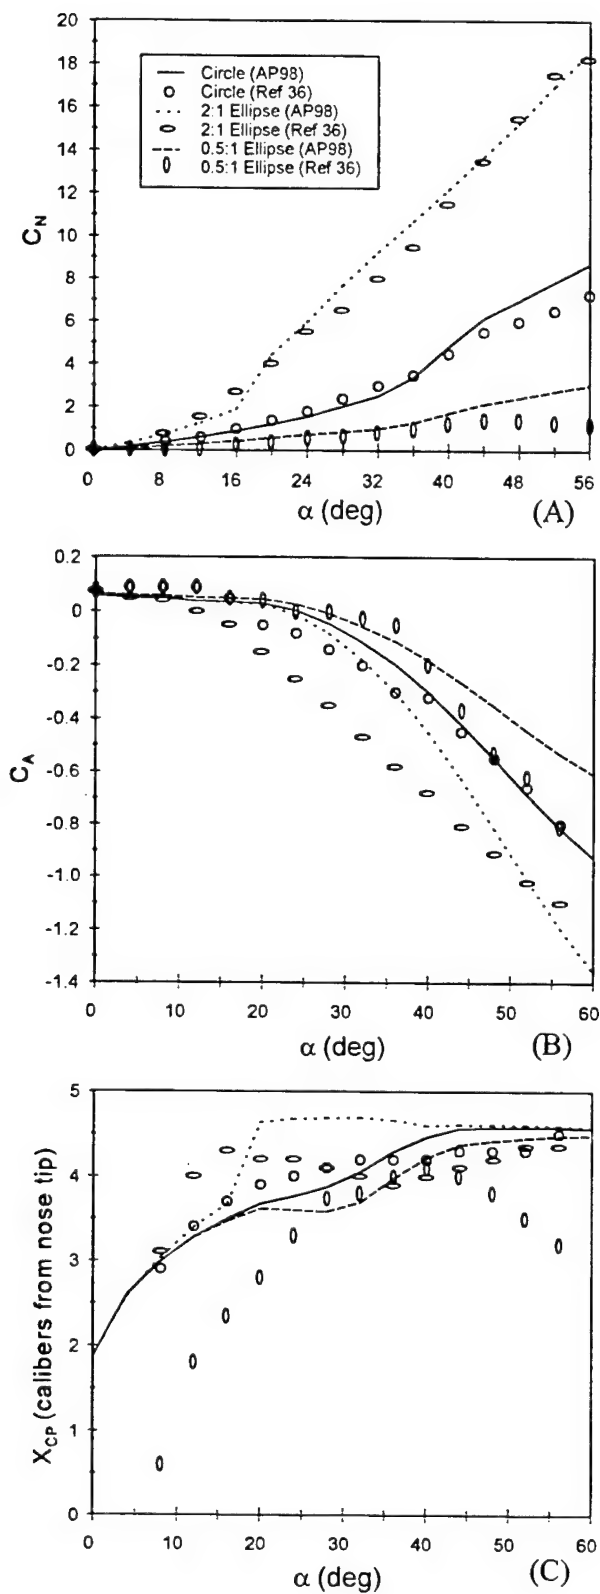 20
18
16
14
12
10
8
6
4
2
0
C_N
Circle (AP98)
Circle (Ref 36)
2:1 Ellipse (AP98)
2:1 Ellipse (Ref 36)
0.5:1 Ellipse (AP98)
0.5:1 Ellipse (Ref 36)
0 8 16 24 32 40 48 56
α (deg)
(A)
0.2
0
-0.2
-0.4
-0.6
-0.8
-1.0
-1.2
-1.4
C_A
0 10 20 30 40 50 60
α (deg)
(B)
5
4
3
2
1
0
X_CP (calibers from nose tip)
0 10 20 30 40 50 60
α (deg)
(C)